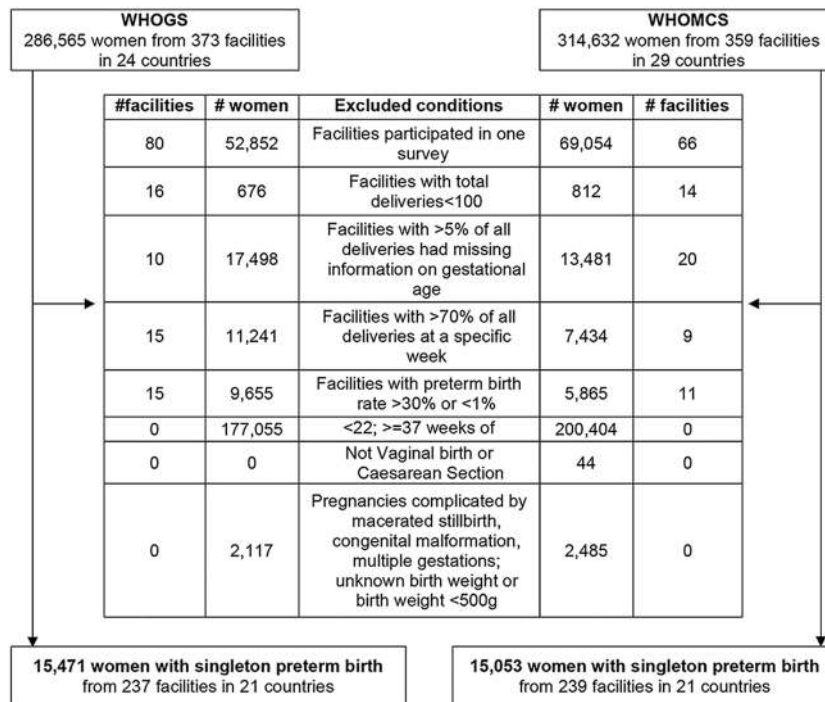 WHOGS
286,565 women from 373 facilities
in 24 countries
WHOMCS
314,632 women from 359 facilities
in 29 countries
#facilities # women Excluded conditions # women # facilities
80 52,852 Facilities participated in one survey 69,054 66
16 676 Facilities with total deliveries<100 812 14
10 17,498 Facilities with >5% of all deliveries had missing information on gestational age 13,481 20
15 11,241 Facilities with >70% of all deliveries at a specific week 7,434 9
15 9,655 Facilities with preterm birth rate >30% or <1% 5,865 11
0 177,055 <22; >=37 weeks of 200,404 0
0 0 Not Vaginal birth or Caesarean Section 44 0
0 2,117 Pregnancies complicated by macerated stillbirth, congenital malformation, multiple gestations; unknown birth weight or birth weight <500g 2,485 0
15,471 women with singleton preterm birth
from 237 facilities in 21 countries
15,053 women with singleton preterm birth
from 239 facilities in 21 countries